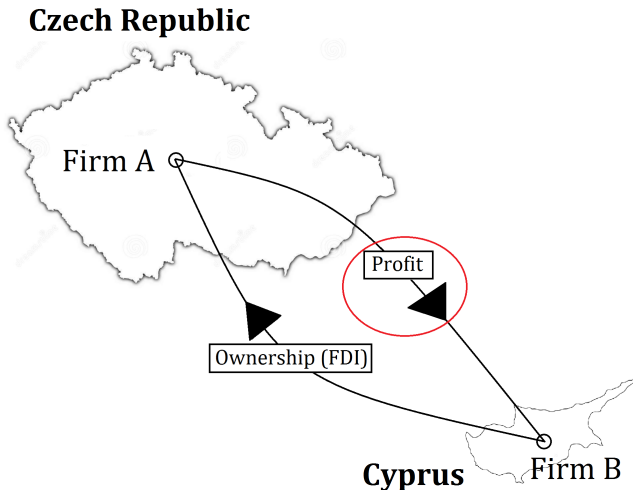 Czech Republic
Firm A
Profit
Ownership (FDI)
Cyprus
Firm B